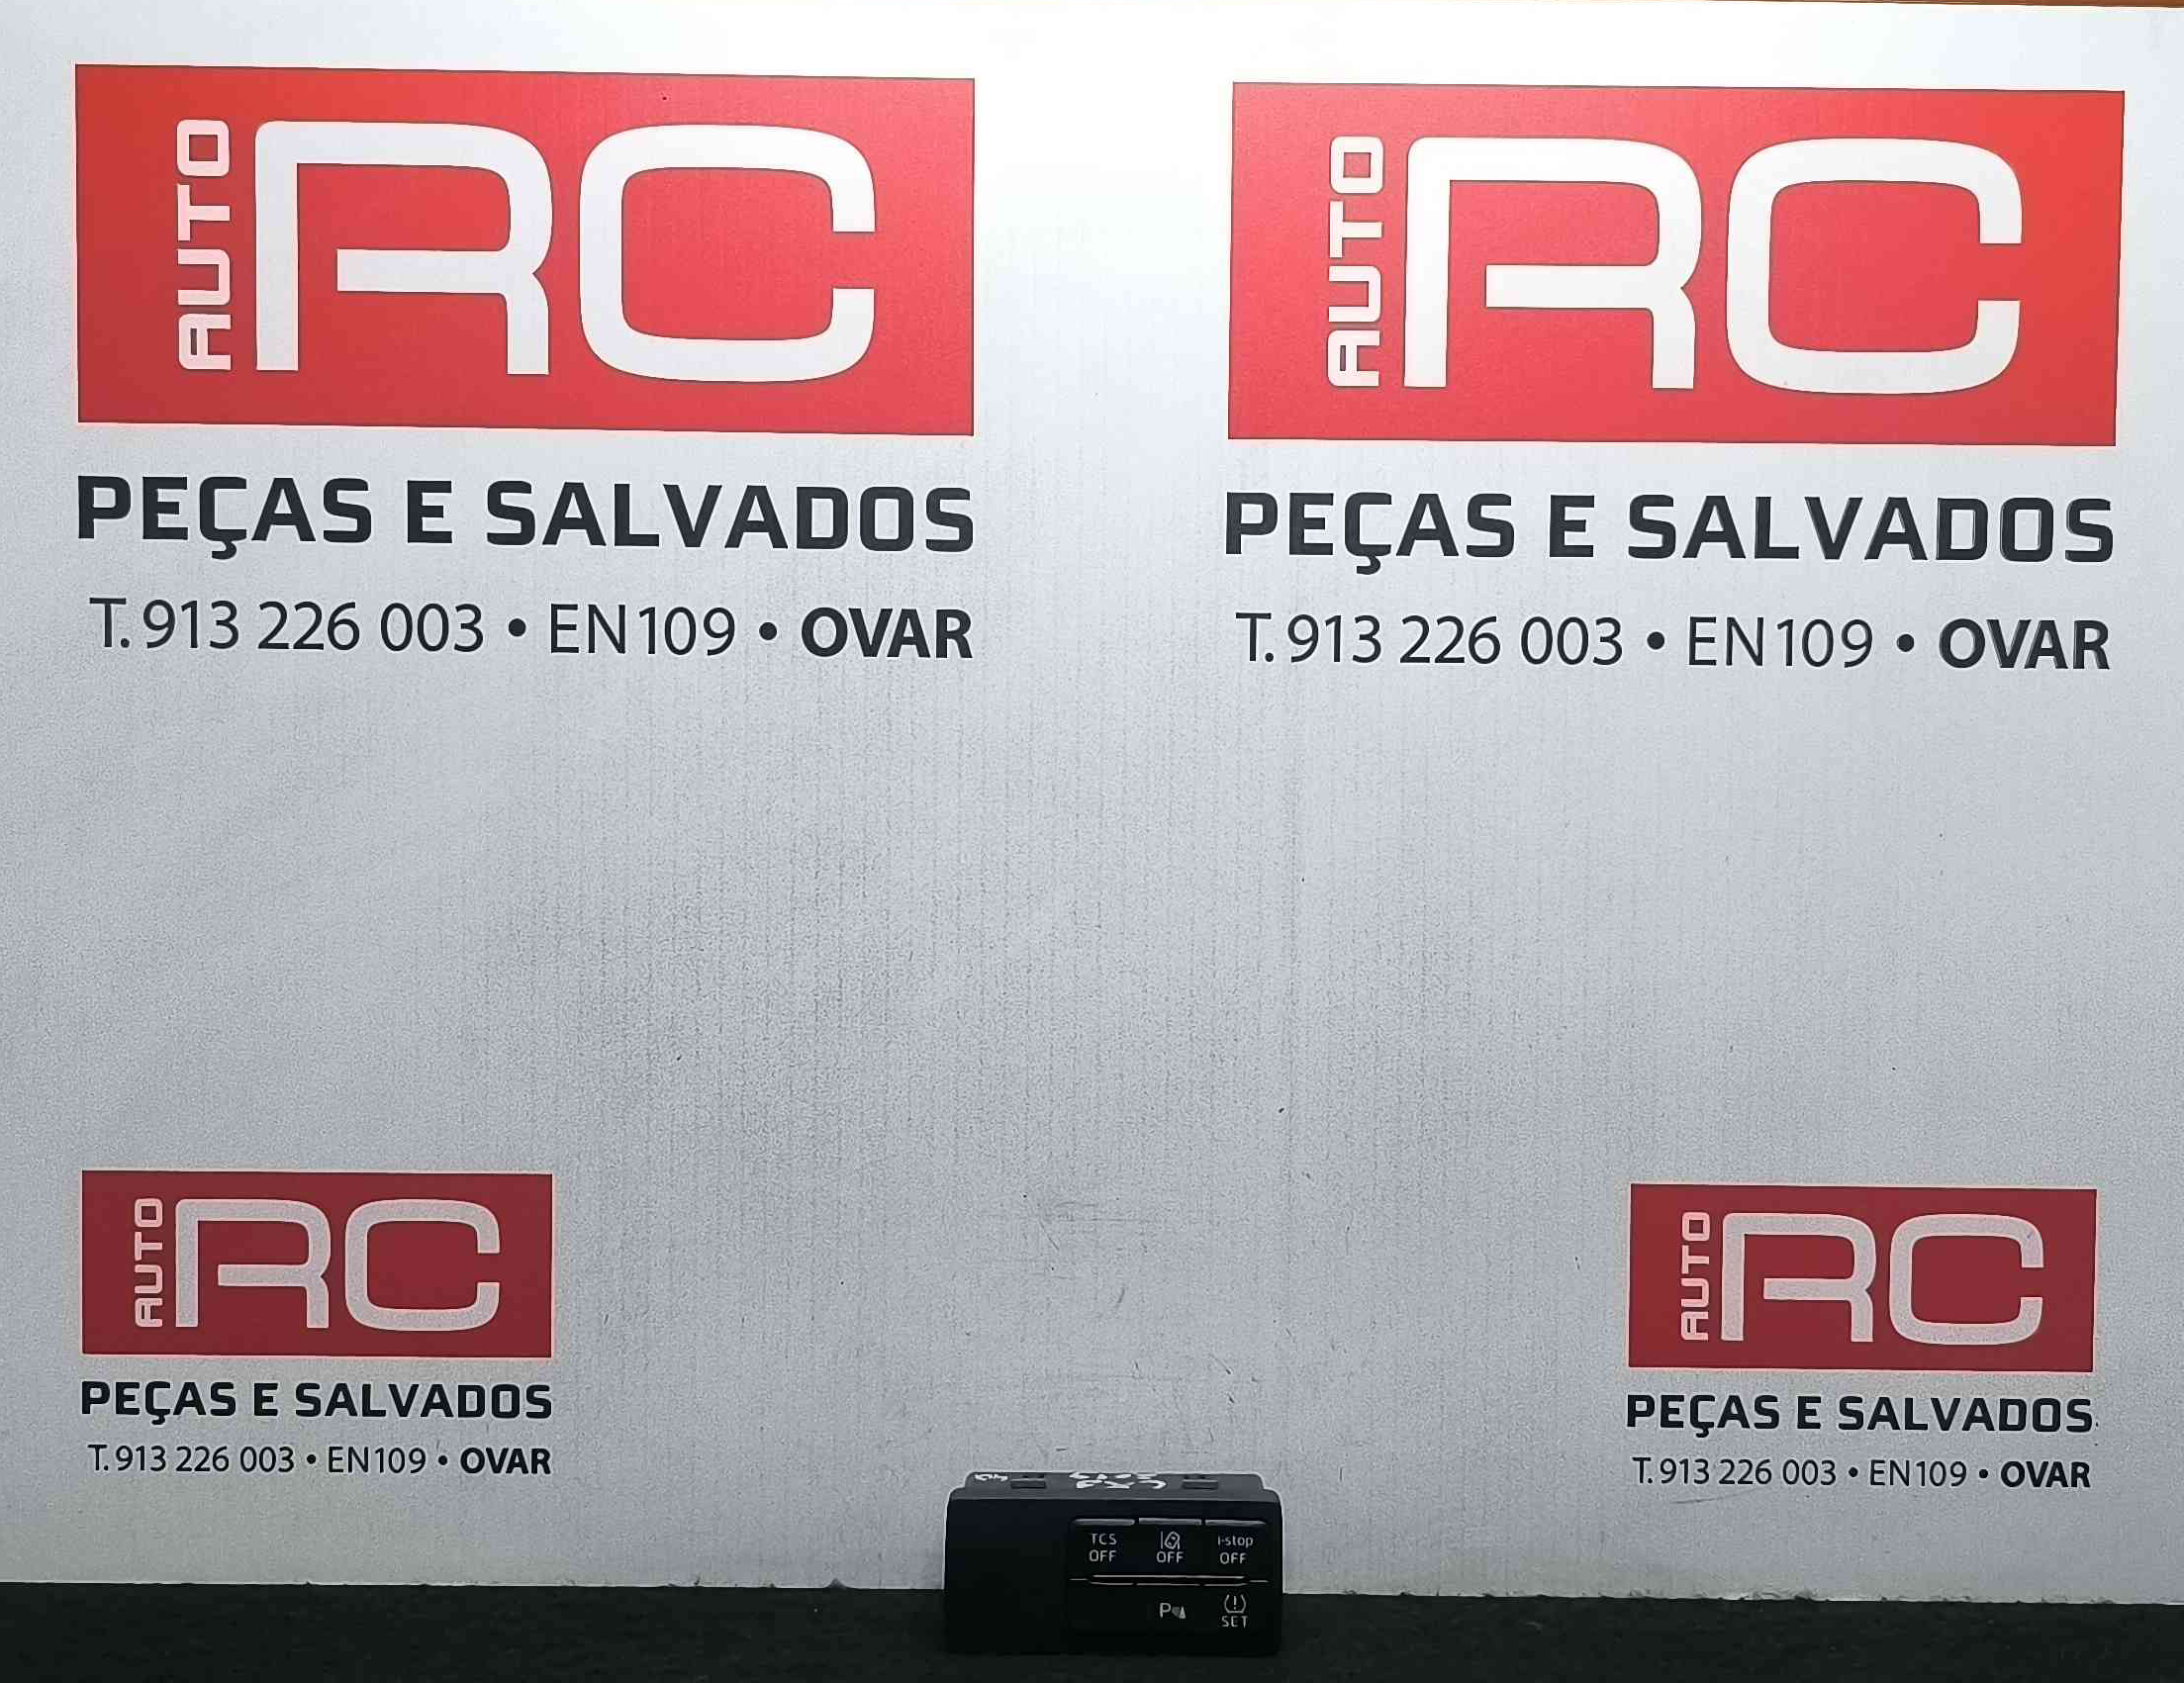 AUTO RC
PEÇAS E SALVADOS
T. 913 226 003 • EN109 • OVAR
AUTO RC
PEÇAS E SALVADOS
T. 913 226 003 • EN109 • OVAR
AUTO RC
PEÇAS E SALVADOS
T. 913 226 003 • EN109 • OVAR
AUTO RC
PEÇAS E SALVADOS
T. 913 226 003 • EN109 • OVAR
TCS OFF
OFF
i-stop OFF
P
SET